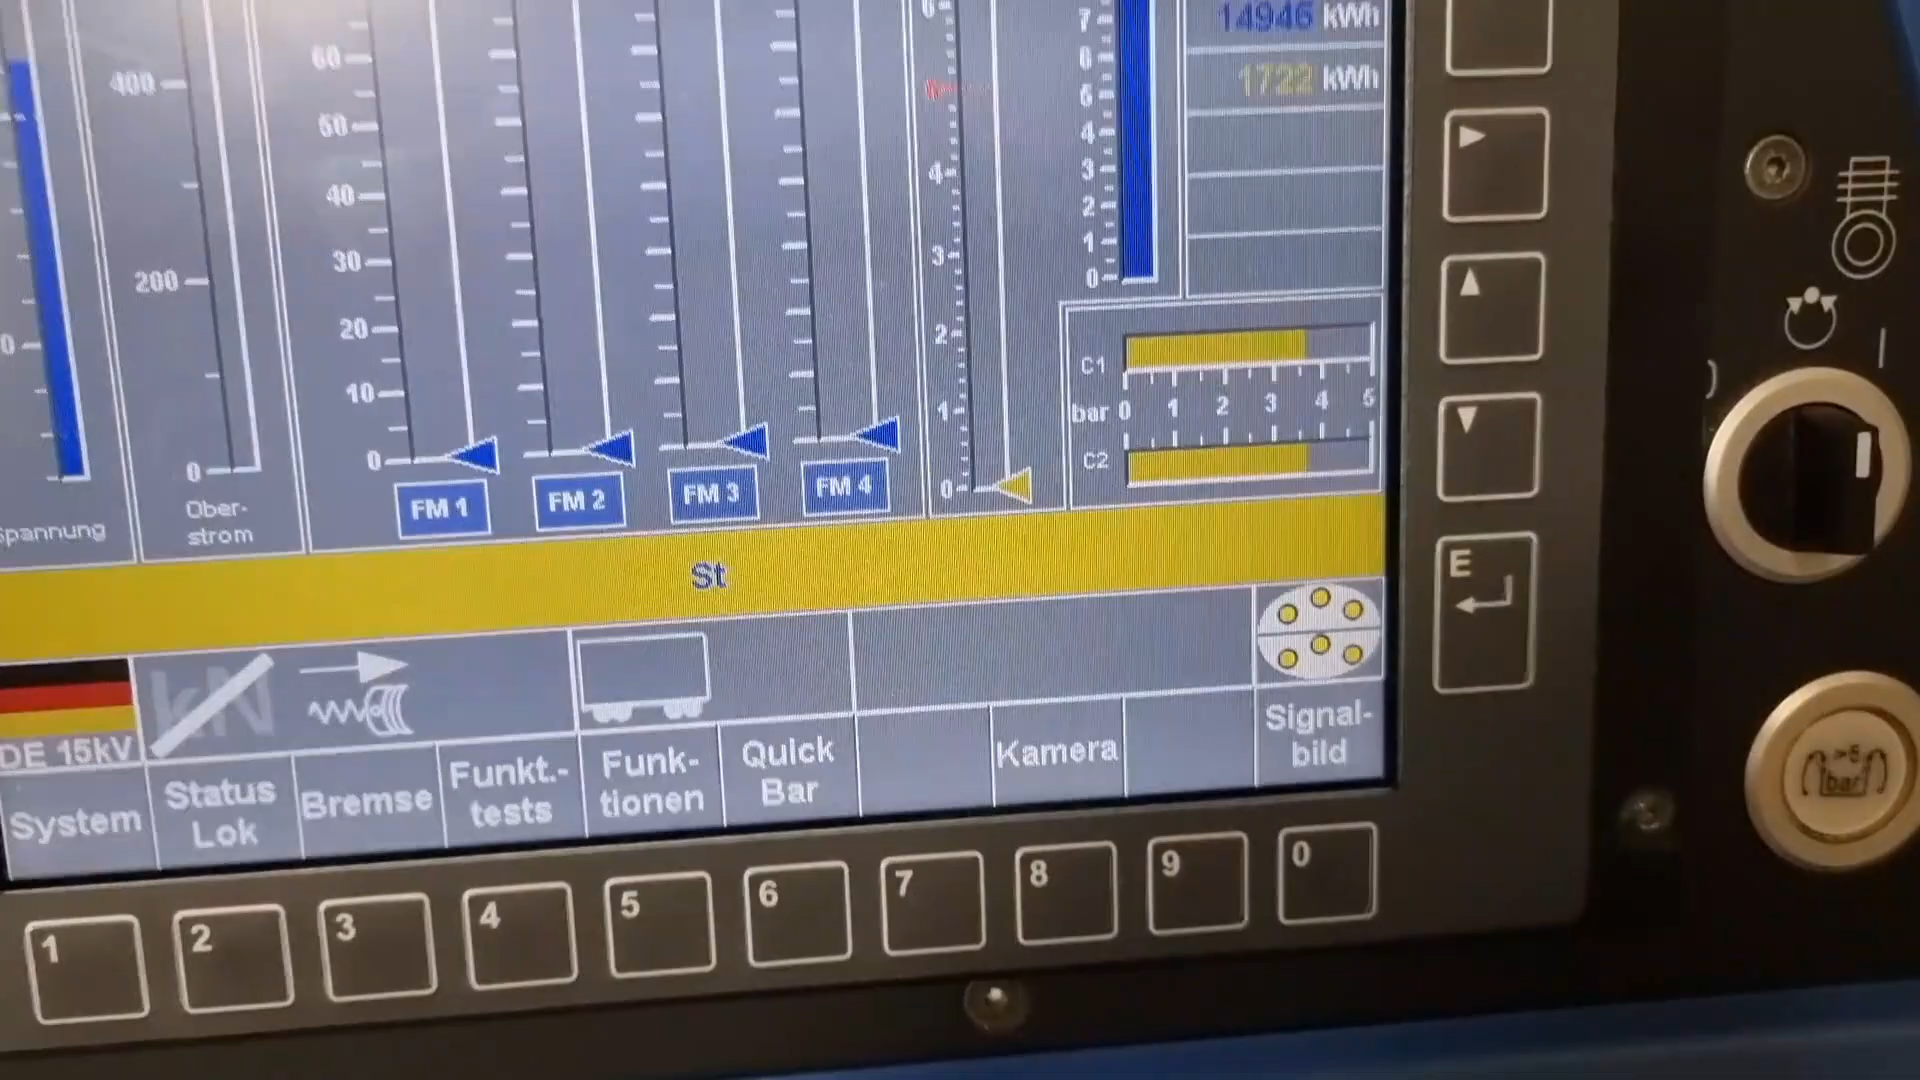 14946 kWh
1722 kWh
400
200
0
0
60
50
40
30
20
10
0
4
3
2
1
0
7
6
5
4
3
2
1
0
C1
bar 0 1 2 3 4 5
C2
Spannung
Ober-
strom
FM 1
FM 2
FM 3
FM 4
St
kN
DE 15kV
System
Status
Lok
Bremse
Funkt.-
tests
Funk-
tionen
Quick
Bar
Kamera
Signal-
bild
E
>5
bar
1
2
3
4
5
6
7
8
9
0